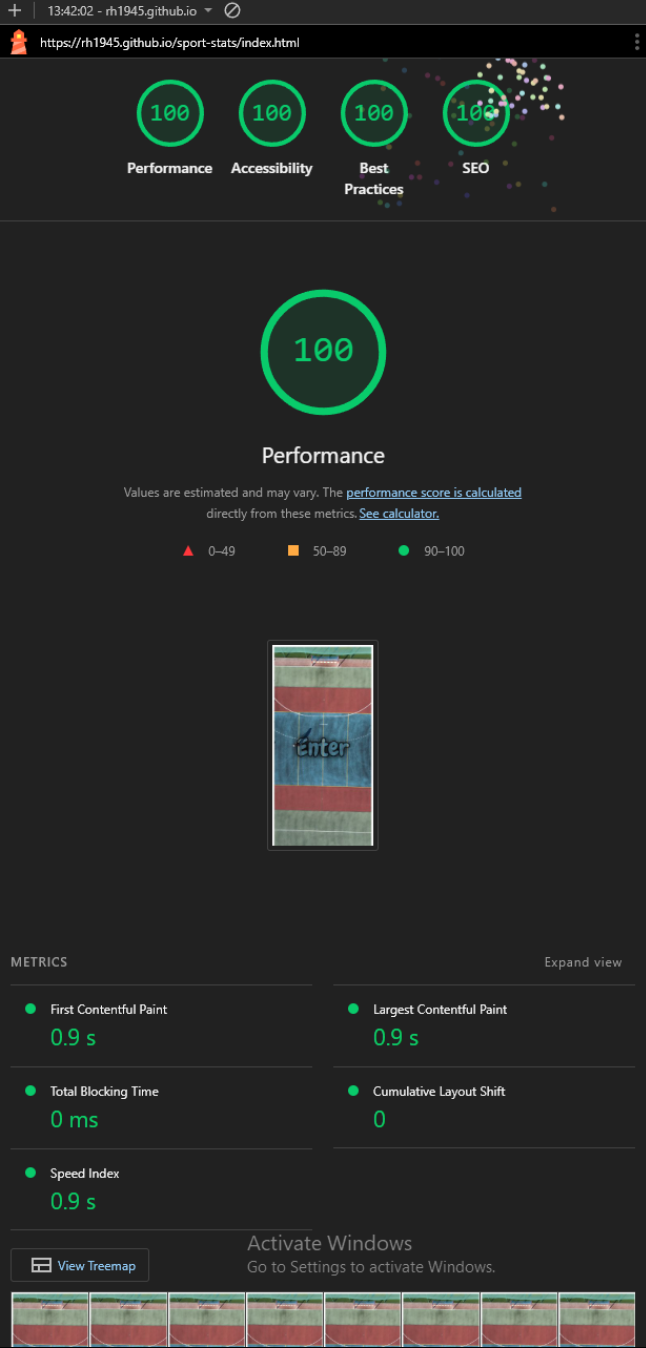 13:42:02 - rh1945.github.io
https://rh1945.github.io/sport-stats/index.html
100 100 100 100
Performance Accessibility Best Practices SEO
100
Performance
Values are estimated and may vary. The performance score is calculated
directly from these metrics. See calculator.
0–49 50–89 90–100
Enter
METRICS Expand view
First Contentful Paint Largest Contentful Paint
0.9 s 0.9 s
Total Blocking Time Cumulative Layout Shift
0 ms 0
Speed Index
0.9 s
Activate Windows
View Treemap Go to Settings to activate Windows.